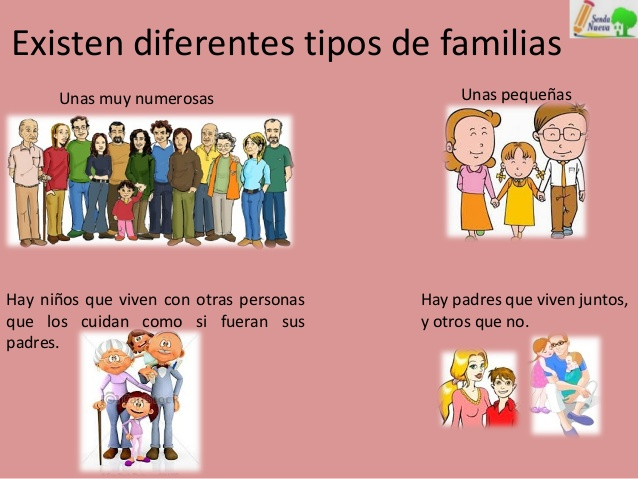 Existen diferentes tipos de familias
Senda
Nueva
Unas muy numerosas
Unas pequeñas
Hay niños que viven con otras personas
que los cuidan como si fueran sus
padres.
Hay padres que viven juntos,
y otros que no.